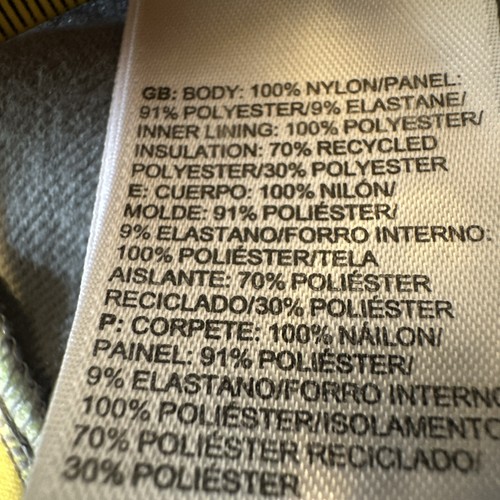 GB: BODY: 100% NYLON/PANEL:
91% POLYESTER/9% ELASTANE/
INNER LINING: 100% POLYESTER/
INSULATION: 70% RECYCLED
POLYESTER/30% POLYESTER
E: CUERPO: 100% NILÓN/
MOLDE: 91% POLIÉSTER/
9% ELASTANO/FORRO INTERNO:
100% POLIÉSTER/TELA
AISLANTE: 70% POLIÉSTER
RECICLADO/30% POLIÉSTER
P: CORPETE: 100% NÁILON/
PAINEL: 91% POLIÉSTER/
9% ELASTANO/FORRO INTERNO
100% POLIÉSTER/ISOLAMENTO
70% POLIÉSTER RECICLADO/
30% POLIÉSTER